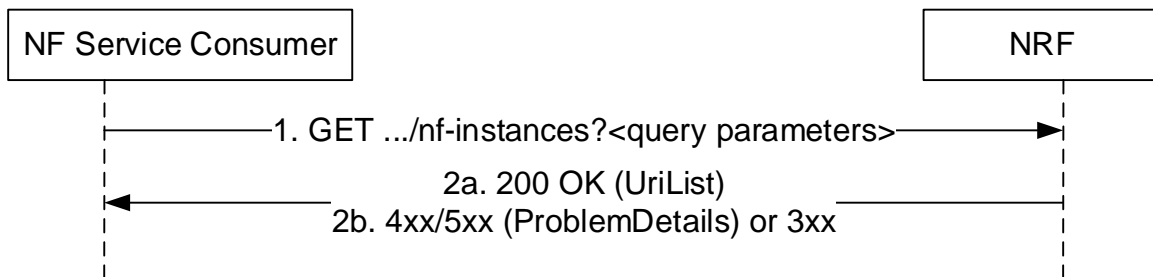 NF Service Consumer
NRF
1. GET .../nf-instances?<query parameters>
2a. 200 OK (UriList)
2b. 4xx/5xx (ProblemDetails) or 3xx